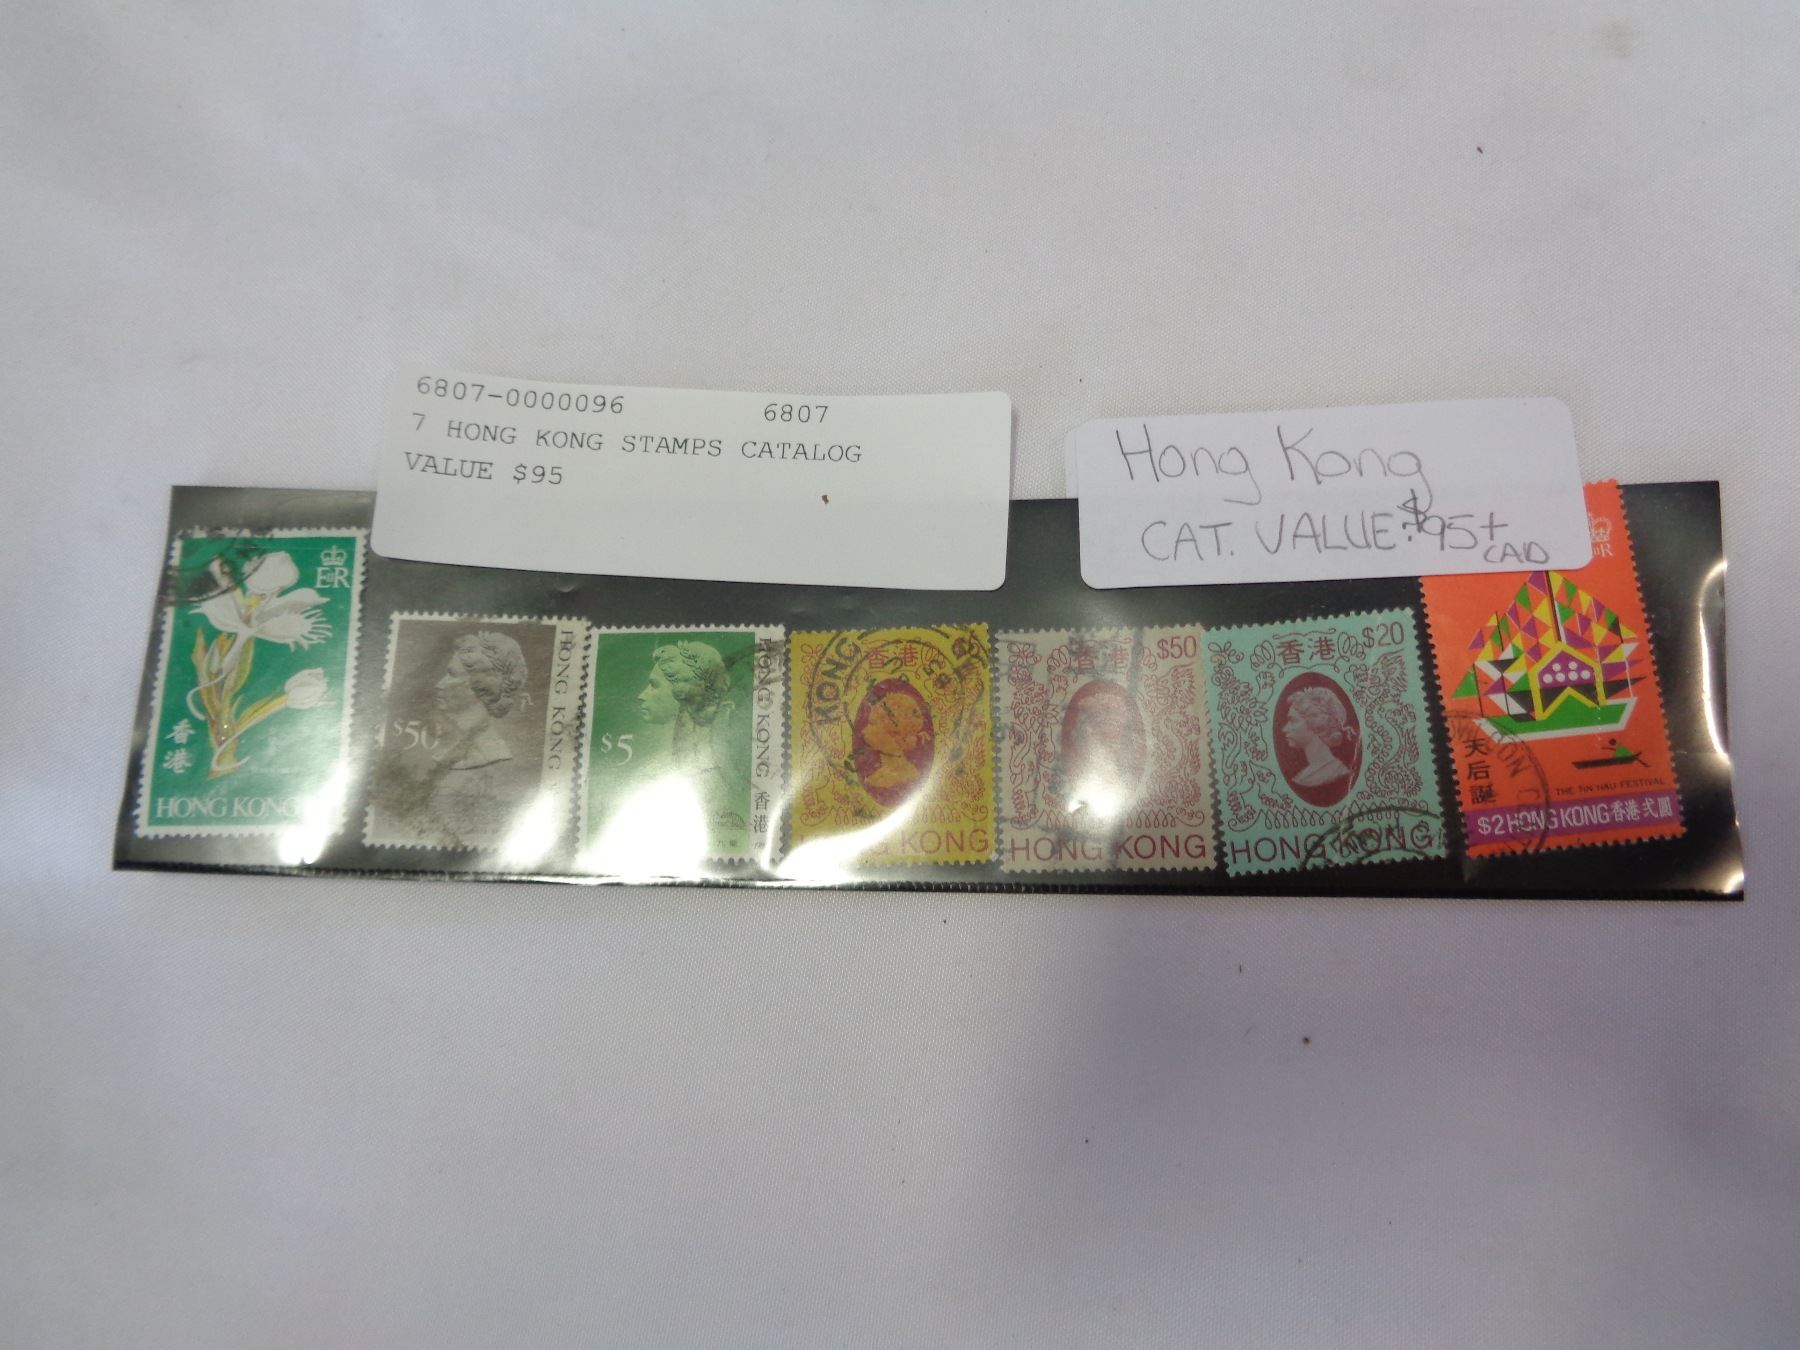 6807-0000096 6807
7 HONG KONG STAMPS CATALOG
VALUE $95
Hong Kong
CAT. VALUE: $95+
CAD
EIIR
香港
HONG KONG
$50
HONG KONG
$5
HONG KONG 香港
香港
HONG KONG
KONG
香港 $50
HONG KONG
香港 $20
HONG KONG
天后誕
THE TIN HAU FESTIVAL
$2 HONG KONG 香港 弍圓